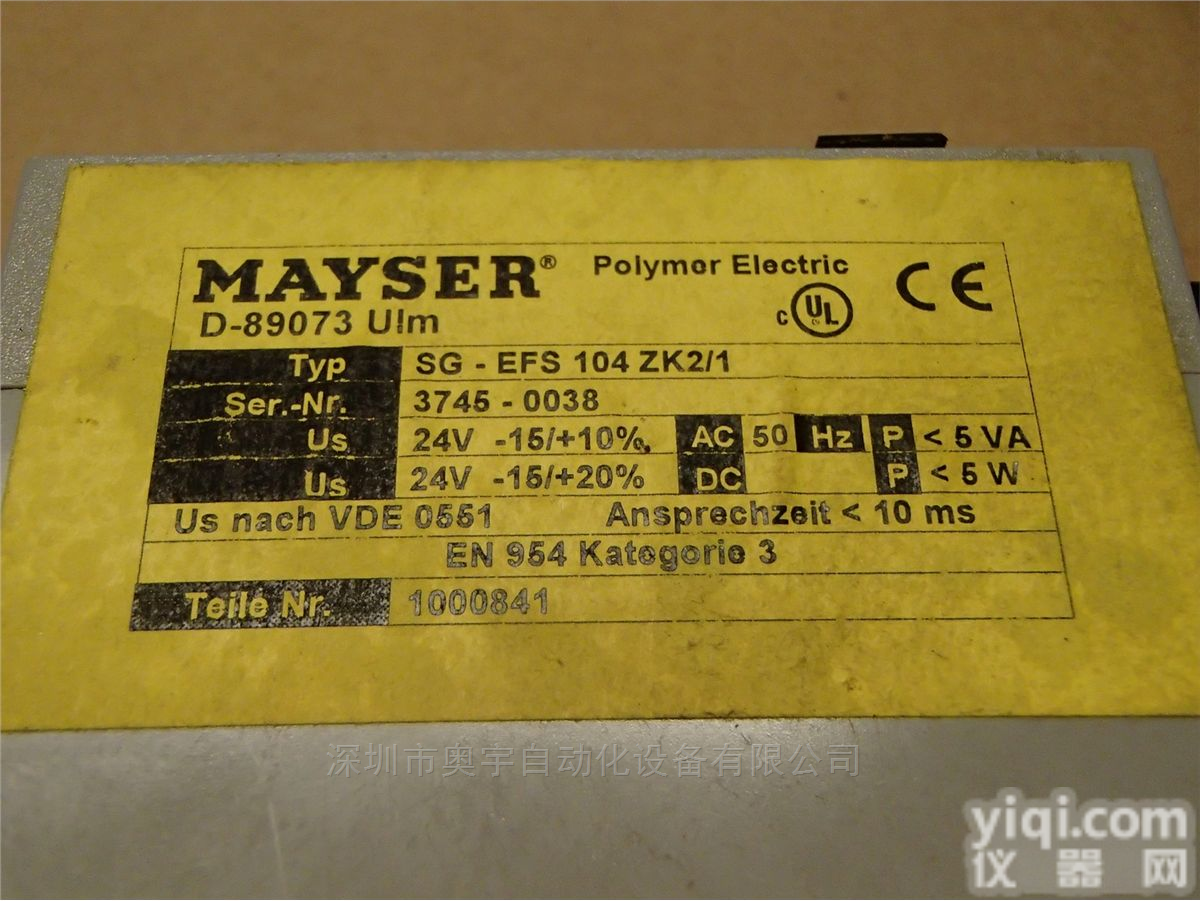 MAYSER® Polymer Electric
D-89073 Ulm
c UL CE
Typ SG - EFS 104 ZK2/1
Ser.-Nr. 3745 - 0038
Us 24V -15/+10% AC 50 Hz P < 5 VA
Us 24V -15/+20% DC P < 5 W
Us nach VDE 0551 Ansprechzeit < 10 ms
EN 954 Kategorie 3
Teile Nr. 1000841
深圳市奥宇自动化设备有限公司
yiqi.com
仪器网